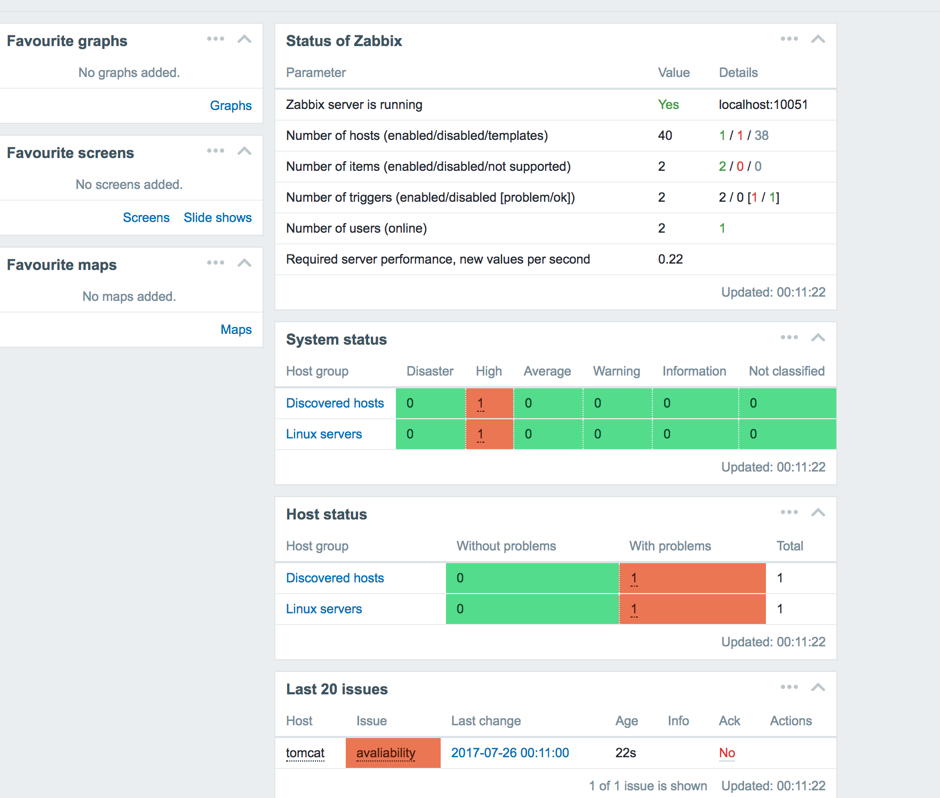 Favourite graphs
No graphs added.
Graphs
Favourite screens
No screens added.
Screens Slide shows
Favourite maps
No maps added.
Maps
Status of Zabbix
Parameter Value Details
Zabbix server is running Yes localhost:10051
Number of hosts (enabled/disabled/templates) 40 1 / 1 / 38
Number of items (enabled/disabled/not supported) 2 2 / 0 / 0
Number of triggers (enabled/disabled [problem/ok]) 2 2 / 0 [1 / 1]
Number of users (online) 2 1
Required server performance, new values per second 0.22
Updated: 00:11:22
System status
Host group Disaster High Average Warning Information Not classified
Discovered hosts 0 1 0 0 0 0
Linux servers 0 1 0 0 0 0
Updated: 00:11:22
Host status
Host group Without problems With problems Total
Discovered hosts 0 1 1
Linux servers 0 1 1
Updated: 00:11:22
Last 20 issues
Host Issue Last change Age Info Ack Actions
tomcat avaliability 2017-07-26 00:11:00 22s No
1 of 1 issue is shown Updated: 00:11:22